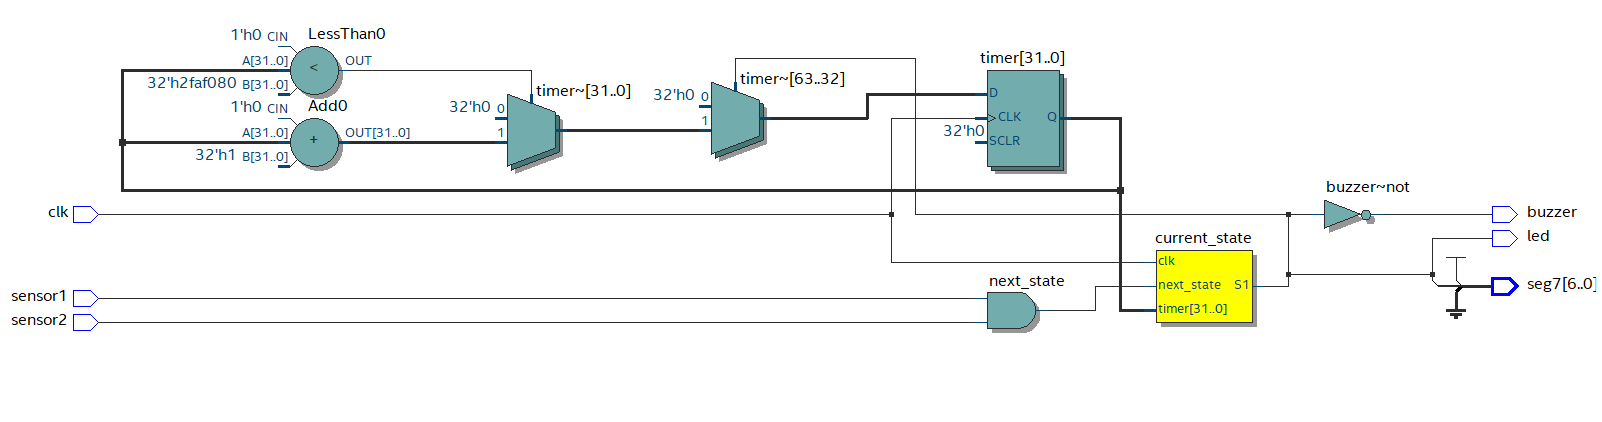 LessThan0
1'h0 CIN
A[31..0] < OUT
32'h2faf080 B[31..0]
Add0
1'h0 CIN
A[31..0] + OUT[31..0]
32'h1 B[31..0]
timer~[31..0]
32'h0 0
1
timer~[63..32]
32'h0 0
1
timer[31..0]
D
CLK Q
32'h0
SCLR
clk
sensor1
sensor2
next_state
current_state
clk
next_state S1
timer[31..0]
buzzer~not
buzzer
led
seg7[6..0]